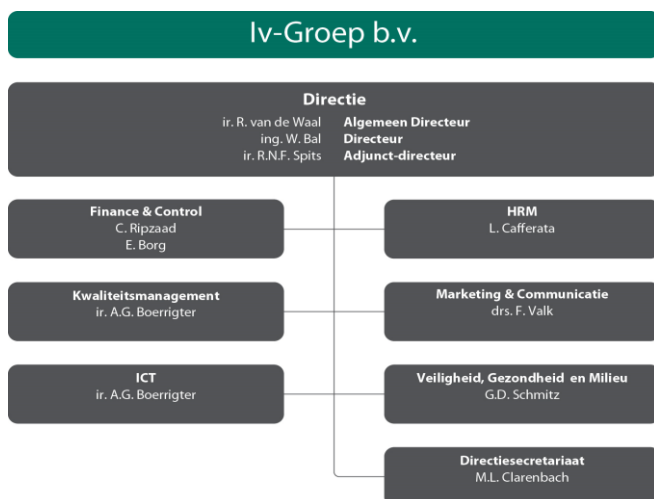 Iv-Groep b.v.
Directie
ir. R. van de Waal Algemeen Directeur
ing. W. Bal Directeur
ir. R.N.F. Spits Adjunct-directeur
Finance & Control
C. Ripzaad
E. Borg
HRM
L. Cafferata
Kwaliteitsmanagement
ir. A.G. Boerrigter
Marketing & Communicatie
drs. F. Valk
ICT
ir. A.G. Boerrigter
Veiligheid, Gezondheid en Milieu
G.D. Schmitz
Directiesecretariaat
M.L. Clarenbach